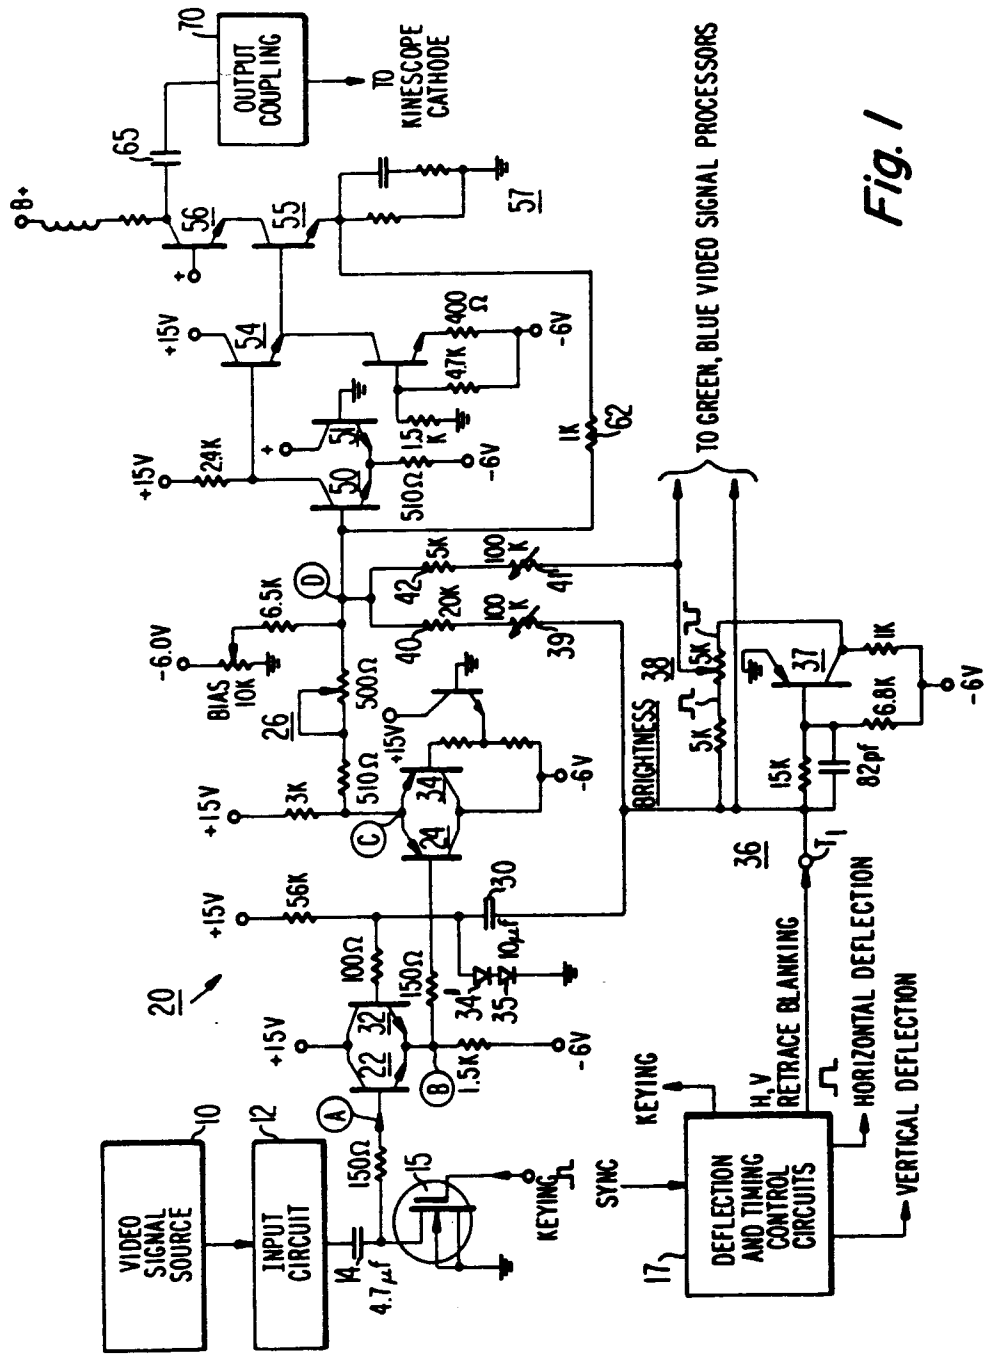 20
VIDEO
SIGNAL
SOURCE
10
INPUT
CIRCUIT
12
14
4.7µf
150Ω
A
15
KEYING
+15V
22
32
100Ω
B
1.5K
-6V
150Ω
+15V
56K
34'
35
10µf
30
+15V
3K
C
24
34
510Ω
26
500Ω
+15V
-6V
-6.0V
BIAS
10K
6.5K
D
40
20K
100
K
39
42
5K
100
K
41
+15V
2.4K
50
51
+
510Ω
-6V
1.5
K
4.7K
400
Ω
-6V
+15V
54
1K
62
B+
56
+
55
57
65
OUTPUT
COUPLING
70
TO
KINESCOPE
CATHODE
TO GREEN, BLUE VIDEO SIGNAL PROCESSORS
SYNC
KEYING
17
DEFLECTION
AND TIMING
CONTROL
CIRCUITS
H,V
RETRACE BLANKING
HORIZONTAL DEFLECTION
VERTICAL DEFLECTION
36
T1
BRIGHTNESS
38
5K
5K
15K
82pf
37
6.8K
1K
-6V
Fig. 1